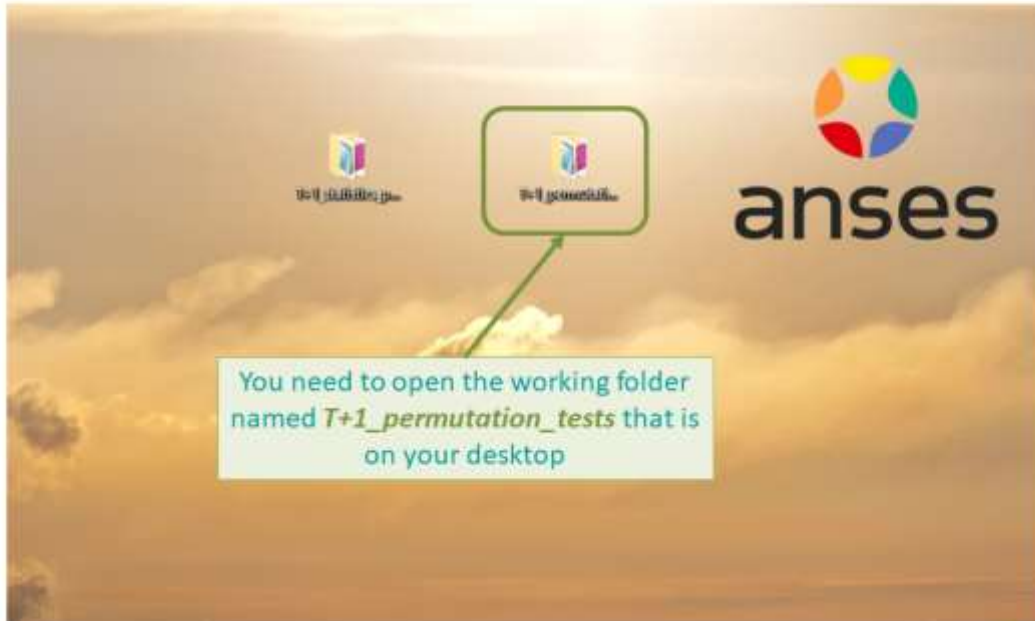 anses
You need to open the working folder
named T+1_permutation_tests that is
on your desktop